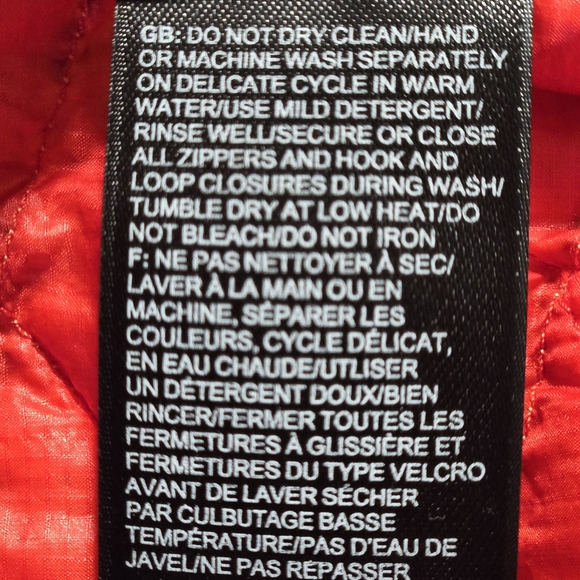 GB: DO NOT DRY CLEAN/HAND
OR MACHINE WASH SEPARATELY
ON DELICATE CYCLE IN WARM
WATER/USE MILD DETERGENT/
RINSE WELL/SECURE OR CLOSE
ALL ZIPPERS AND HOOK AND
LOOP CLOSURES DURING WASH/
TUMBLE DRY AT LOW HEAT/DO
NOT BLEACH/DO NOT IRON
F: NE PAS NETTOYER À SEC/
LAVER À LA MAIN OU EN
MACHINE, SÉPARER LES
COULEURS, CYCLE DÉLICAT,
EN EAU CHAUDE/UTLISER
UN DÉTERGENT DOUX/BIEN
RINCER/FERMER TOUTES LES
FERMETURES À GLISSIÈRE ET
FERMETURES DU TYPE VELCRO
AVANT DE LAVER SÉCHER
PAR CULBUTAGE BASSE
TEMPÉRATURE/PAS D'EAU DE
JAVEL/NE PAS REPASSER